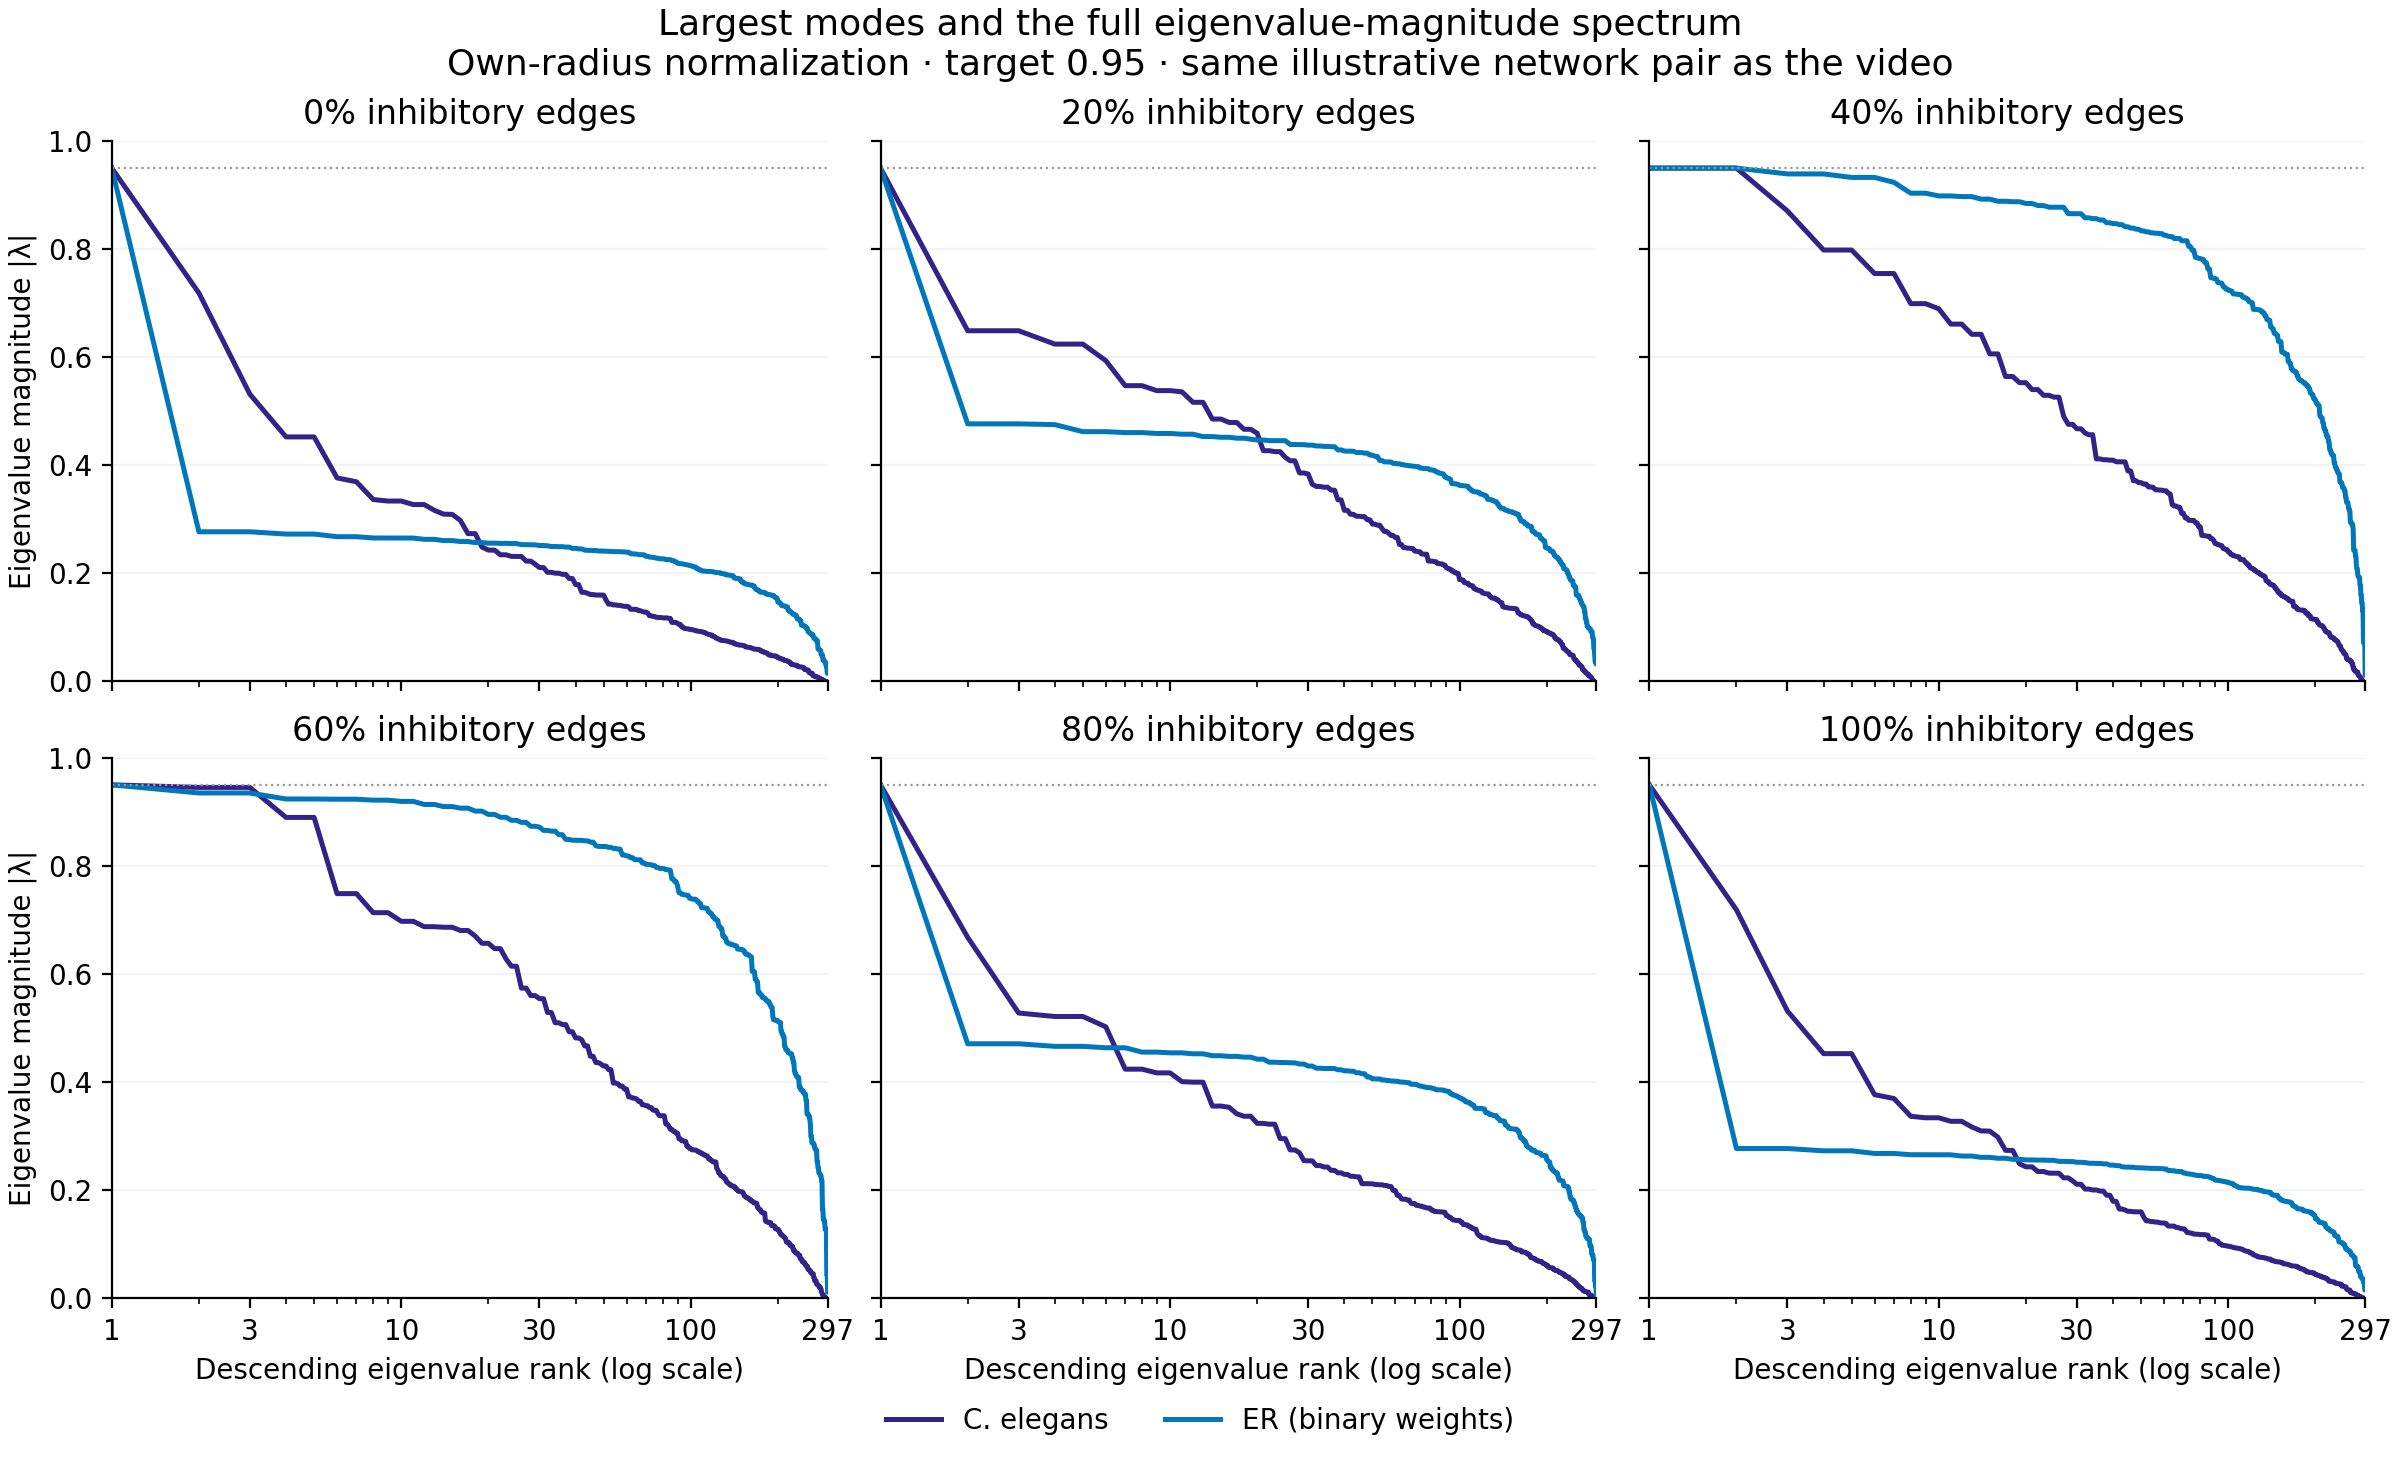 Largest modes and the full eigenvalue-magnitude spectrum
Own-radius normalization · target 0.95 · same illustrative network pair as the video
0% inhibitory edges
20% inhibitory edges
40% inhibitory edges
1.0
0.8
0.6
0.4
0.2
0.0
Eigenvalue magnitude |λ|
60% inhibitory edges
80% inhibitory edges
100% inhibitory edges
1.0
0.8
0.6
0.4
0.2
0.0
Eigenvalue magnitude |λ|
1 3 10 30 100 297
1 3 10 30 100 297
1 3 10 30 100 297
Descending eigenvalue rank (log scale)
Descending eigenvalue rank (log scale)
Descending eigenvalue rank (log scale)
C. elegans
ER (binary weights)